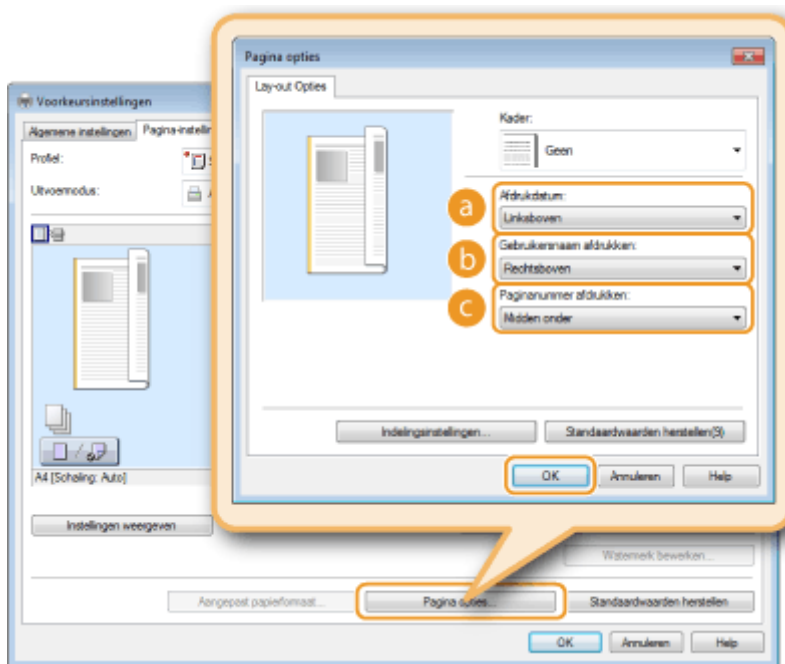 Pagina opties
Lay-out Opties
Kader:
Geen
a
Afdrukdatum:
Linksboven
b
Gebruikersnaam afdrukken:
Rechtsboven
c
Paginanummer afdrukken:
Midden onder
Indelingsinstellingen...
Standaardwaarden herstellen(9)
OK
Annuleren
Help
Voorkeursinstellingen
Algemene instellingen
Profiel:
Uitvoermodus:
A4 [Schaling: Auto]
Instellingen weergeven
Watermerk bewerken...
Aangepast papierformaat...
Pagina opties...
Standaardwaarden herstellen
OK
Annuleren
Help